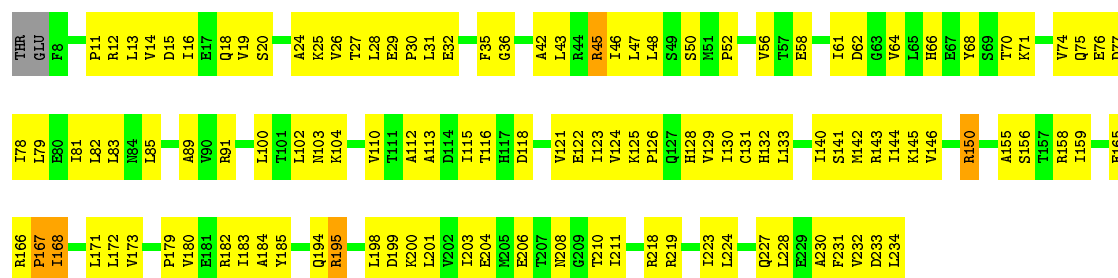 THR GLU F8 P11 R12 L13 V14 D15 I16 E17 Q18 V19 S20 A24 K25 V26 T27 L28 E29 P30 L31 E32 F35 G36 A42 L43 R44 R45 I46 L47 L48 S49 S50 M51 P52 V56 T57 E58 I61 D62 G63 V64 L65 H66 E67 Y68 S69 T70 K71 V74 Q75 E76 D77
I78 L79 E80 I81 L82 L83 N84 L85 A89 V90 R91 L100 T101 L102 N103 K104 V110 T111 A112 A113 D114 I115 T116 H117 D118 V121 E122 I123 V124 K125 P126 Q127 H128 V129 I130 C131 H132 L133 I140 S141 M142 R143 I144 K145 V146 R150 A155 S156 T157 R158 I159
R166 P167 I168 L171 L172 V173 P179 V180 E181 R182 I183 A184 Y185 Q194 R195 L198 D199 K200 L201 V202 I203 E204 M205 E206 T207 N208 G209 T210 I211 R218 R219 I223 L224 Q227 L228 E229 A230 F231 V232 D233 L234